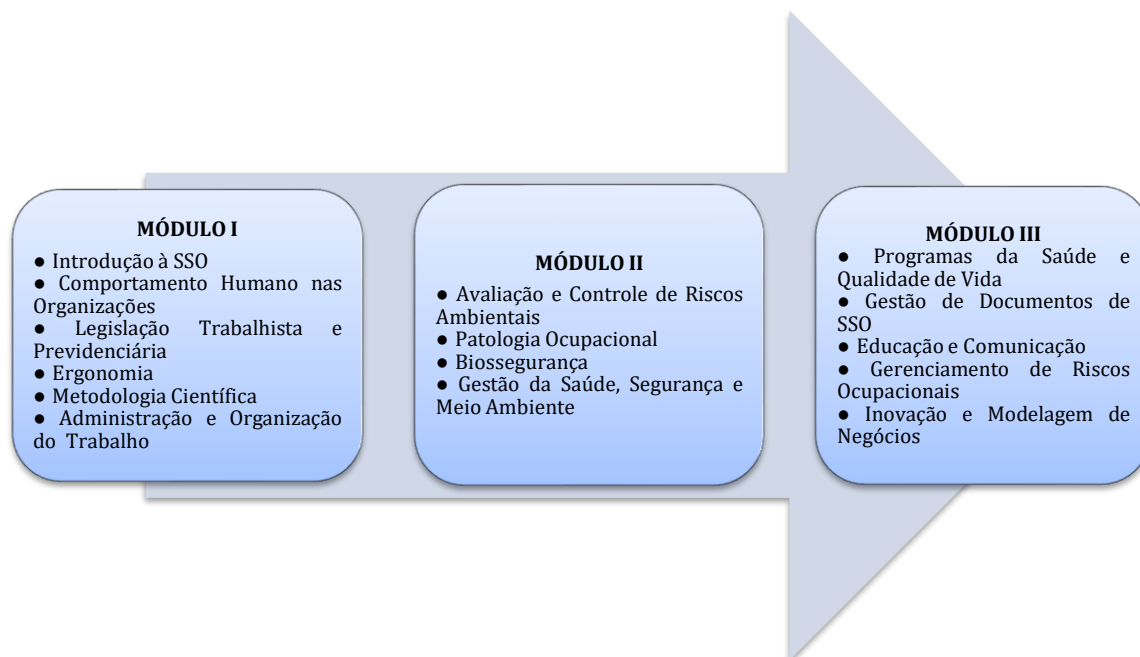 MÓDULO I
● Introdução à SSO
● Comportamento Humano nas
Organizações
● Legislação Trabalhista e
Previdenciária
● Ergonomia
● Metodologia Científica
● Administração e Organização
do Trabalho
MÓDULO II
● Avaliação e Controle de Riscos
Ambientais
● Patologia Ocupacional
● Biossegurança
● Gestão da Saúde, Segurança e
Meio Ambiente
MÓDULO III
● Programas da Saúde e
Qualidade de Vida
● Gestão de Documentos de
SSO
● Educação e Comunicação
● Gerenciamento de Riscos
Ocupacionais
● Inovação e Modelagem de
Negócios